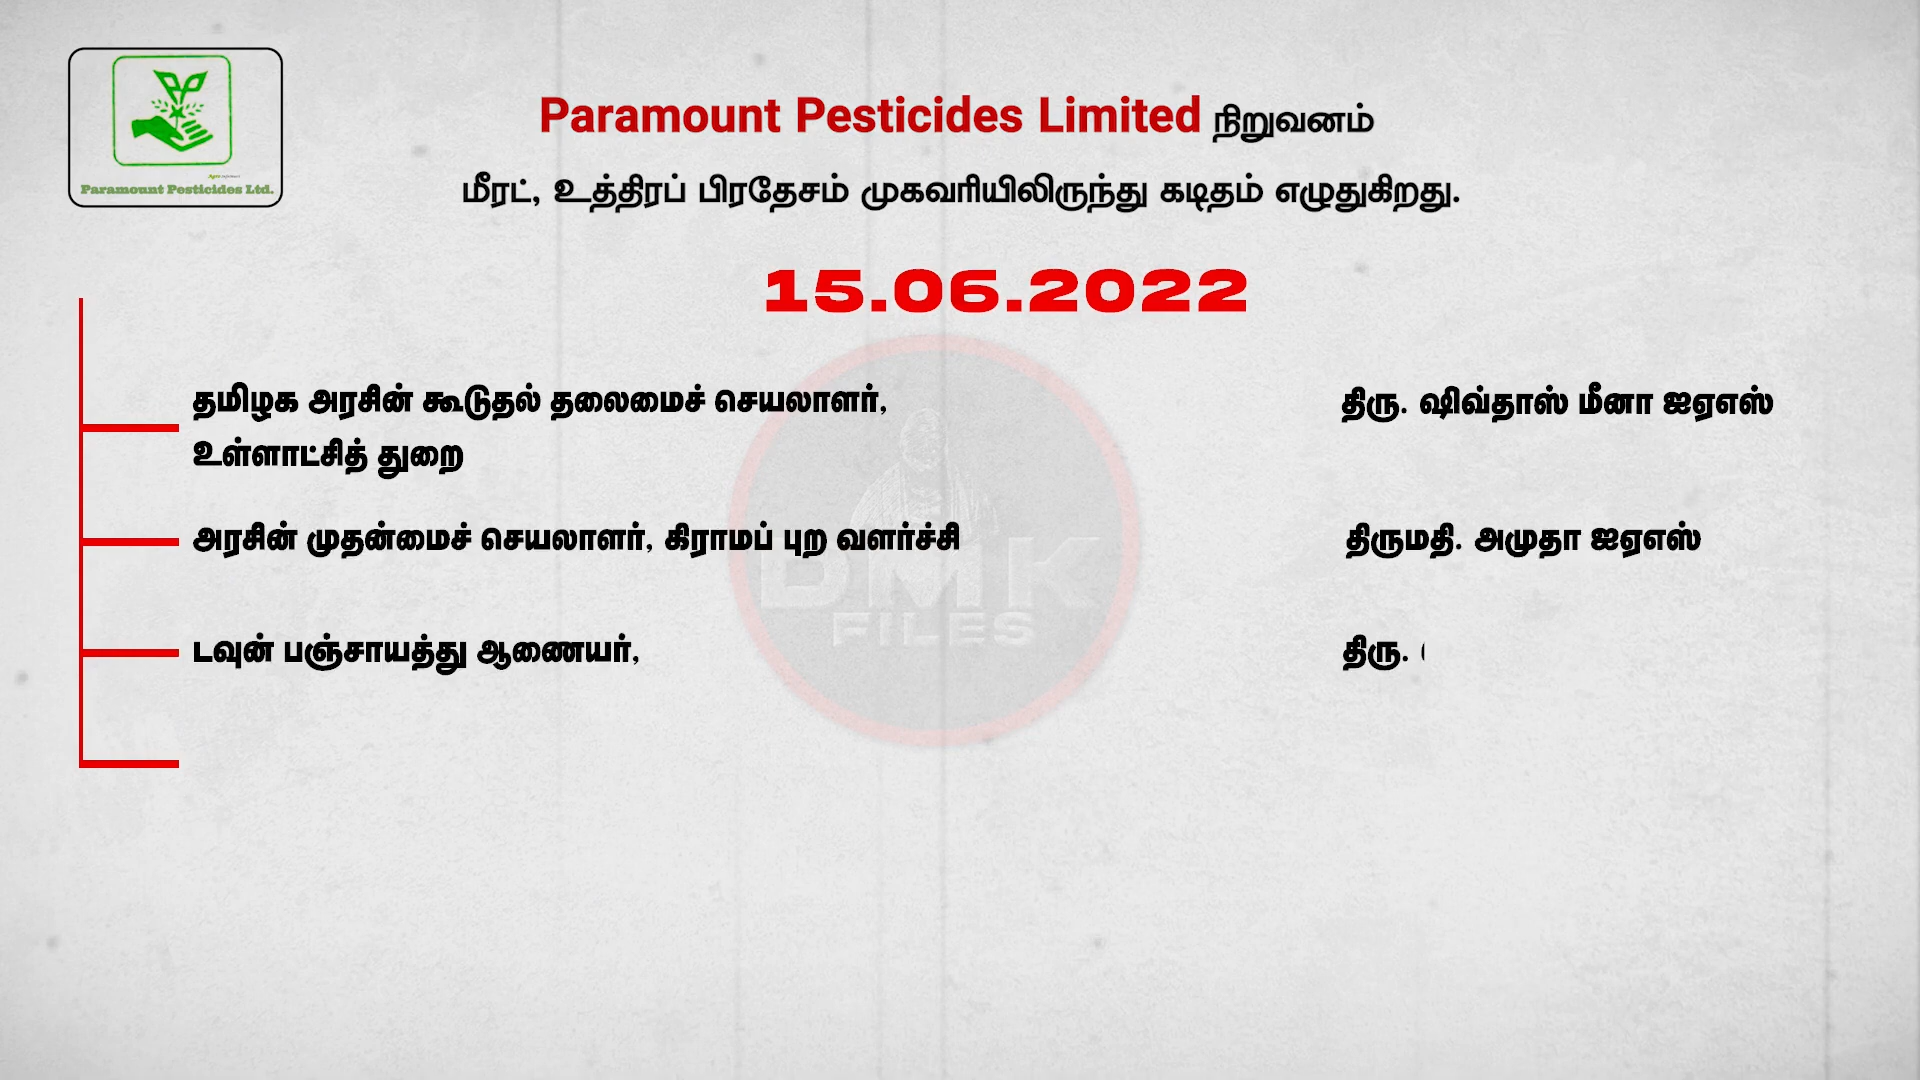 Paramount Pesticides Ltd.
Paramount Pesticides Limited நிறுவனம்
மீரட், உத்திரப் பிரதேசம் முகவரியிலிருந்து கடிதம் எழுதுகிறது.
15.06.2022
தமிழக அரசின் கூடுதல் தலைமைச் செயலாளர், திரு. ஷிவ்தாஸ் மீனா ஐஏஎஸ்
உள்ளாட்சித் துறை
அரசின் முதன்மைச் செயலாளர், கிராமப் புற வளர்ச்சி திருமதி. அமுதா ஐஏஎஸ்
டவுன் பஞ்சாயத்து ஆணையர், திரு.
DMK
FILES